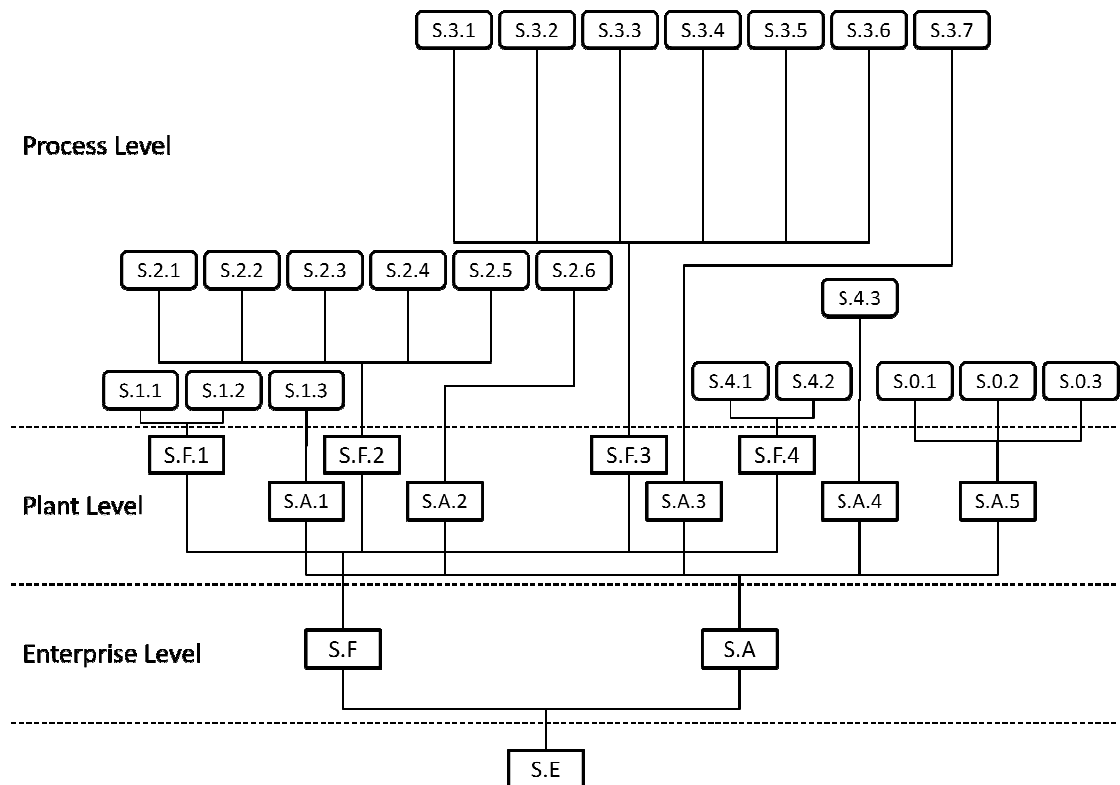 S.3.1 S.3.2 S.3.3 S.3.4 S.3.5 S.3.6 S.3.7
Process Level
S.2.1 S.2.2 S.2.3 S.2.4 S.2.5 S.2.6
S.4.3
S.1.1 S.1.2 S.1.3 S.4.1 S.4.2 S.0.1 S.0.2 S.0.3
S.F.1 S.F.2 S.F.3 S.F.4
Plant Level S.A.1 S.A.2 S.A.3 S.A.4 S.A.5
Enterprise Level S.F S.A
S.E